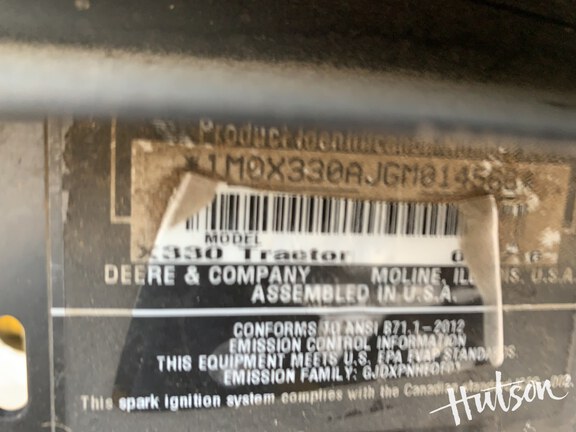 Product Identification
*1M0X330AJGM014568*
MODEL
X330 Tractor
DEERE & COMPANY MOLINE, ILLINOIS, U.S.A.
ASSEMBLED IN U.S.A.
CONFORMS TO ANSI B71.1-2012
EMISSION CONTROL INFORMATION
THIS EQUIPMENT MEETS U.S. EPA EVAP STANDARDS.
EMISSION FAMILY:
This spark ignition system complies with the Canadian
Hutson